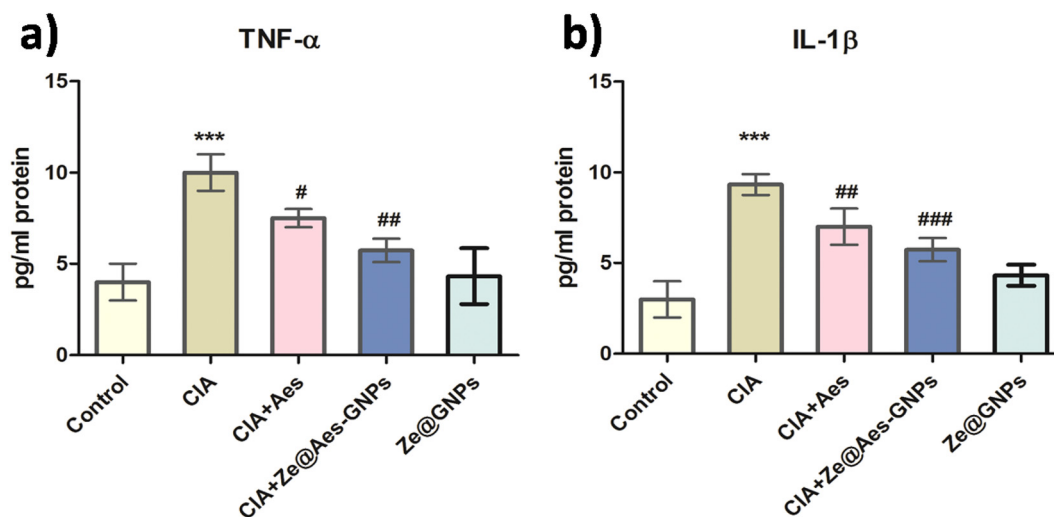 a)
TNF-α
pg/ml protein
15
10
5
0
***
#
##
Control
CIA
CIA+Aes
CIA+Ze@Aes-GNPs
Ze@GNPs
b)
IL-1β
pg/ml protein
15
10
5
0
***
##
###
Control
CIA
CIA+Aes
CIA+Ze@Aes-GNPs
Ze@GNPs